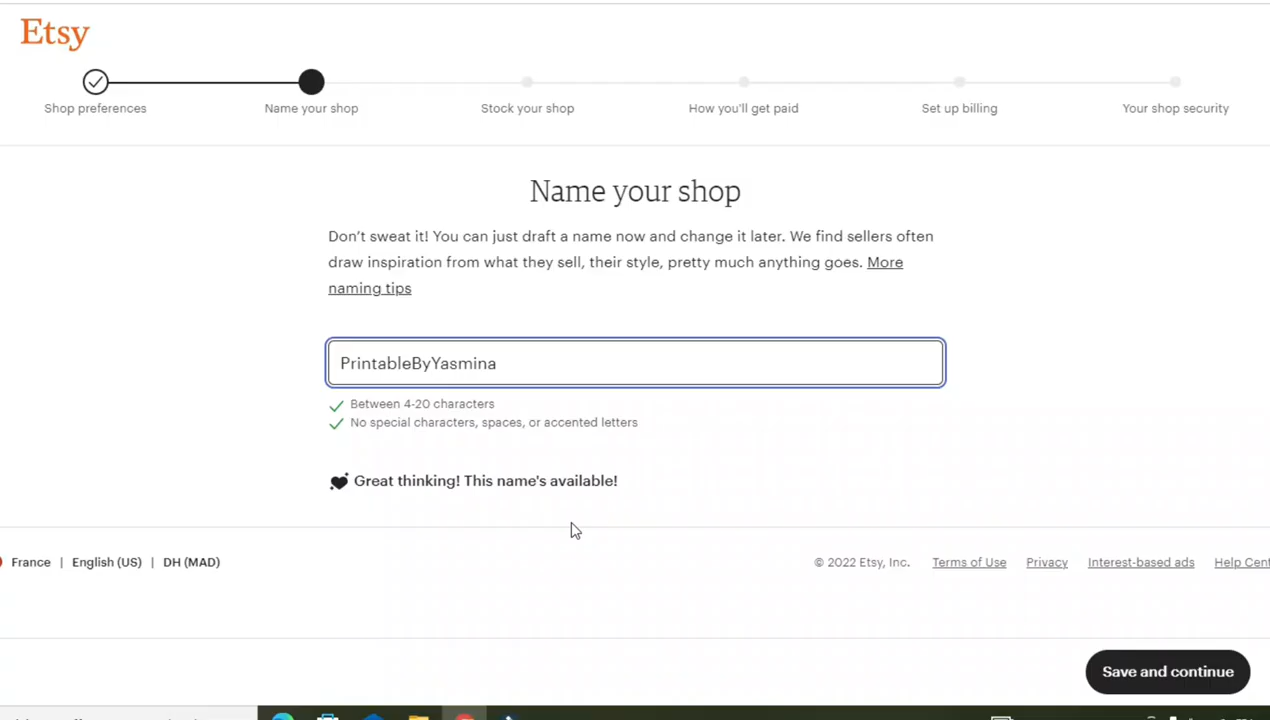 Etsy
Shop preferences
Name your shop
Stock your shop
How you'll get paid
Set up billing
Your shop security
Name your shop
Don't sweat it! You can just draft a name now and change it later. We find sellers often
draw inspiration from what they sell, their style, pretty much anything goes. More
naming tips
PrintableByYasmina
Between 4-20 characters
No special characters, spaces, or accented letters
Great thinking! This name's available!
France | English (US) | DH (MAD)
© 2022 Etsy, Inc. Terms of Use Privacy Interest-based ads Help Cent
Save and continue